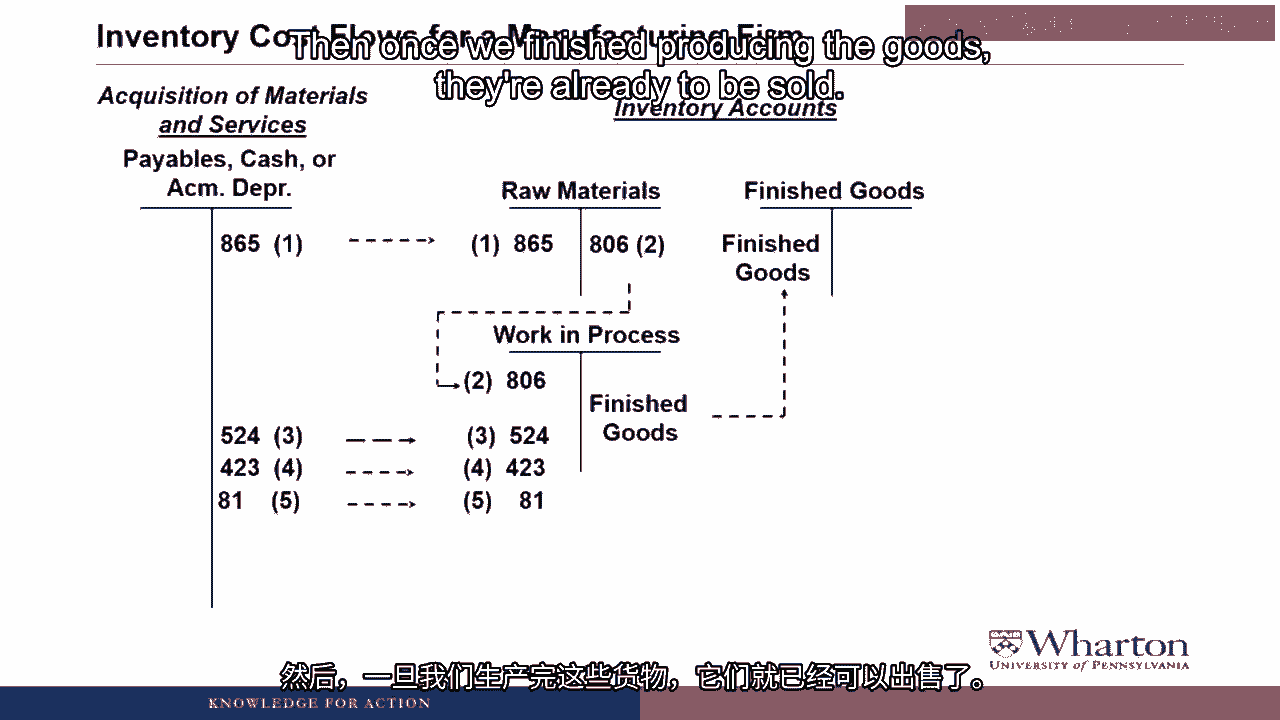 Inventory Cost Flows for a Manufacturing Firm
Then once we finished producing the goods,
they're already to be sold.
Acquisition of Materials
and Services
Inventory Accounts
Payables, Cash, or
Acm. Depr.
Raw Materials
Finished Goods
865 (1)
(1) 865
806 (2)
Finished
Goods
Work in Process
(2) 806
Finished
Goods
524 (3)
(3) 524
423 (4)
(4) 423
81 (5)
(5) 81
Wharton
UNIVERSITY of PENNSYLVANIA
然后，一旦我们生产完这些货物，它们就已经可以出售了。
KNOWLEDGE FOR ACTION